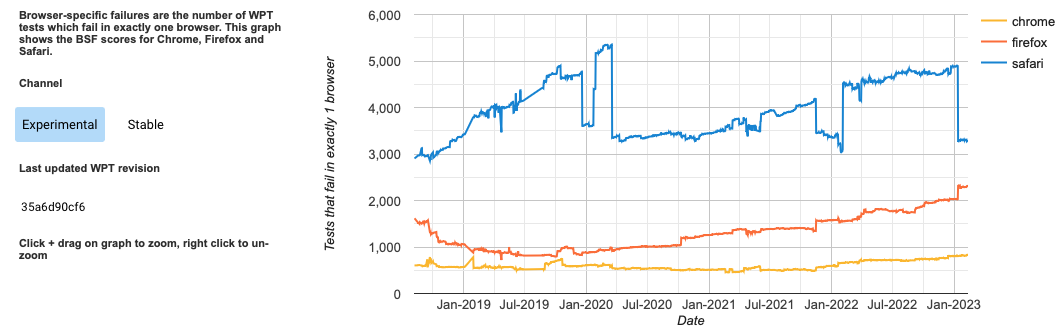 Browser-specific failures are the number of WPT
tests which fail in exactly one browser. This graph
shows the BSF scores for Chrome, Firefox and
Safari.
Channel
Experimental
Stable
Last updated WPT revision
35a6d90cf6
Click + drag on graph to zoom, right click to un-
zoom
Tests that fail in exactly 1 browser
6,000
5,000
4,000
3,000
2,000
1,000
0
Jan-2019
Jul-2019
Jan-2020
Jul-2020
Jan-2021
Jul-2021
Jan-2022
Jul-2022
Jan-2023
Date
chrome
firefox
safari